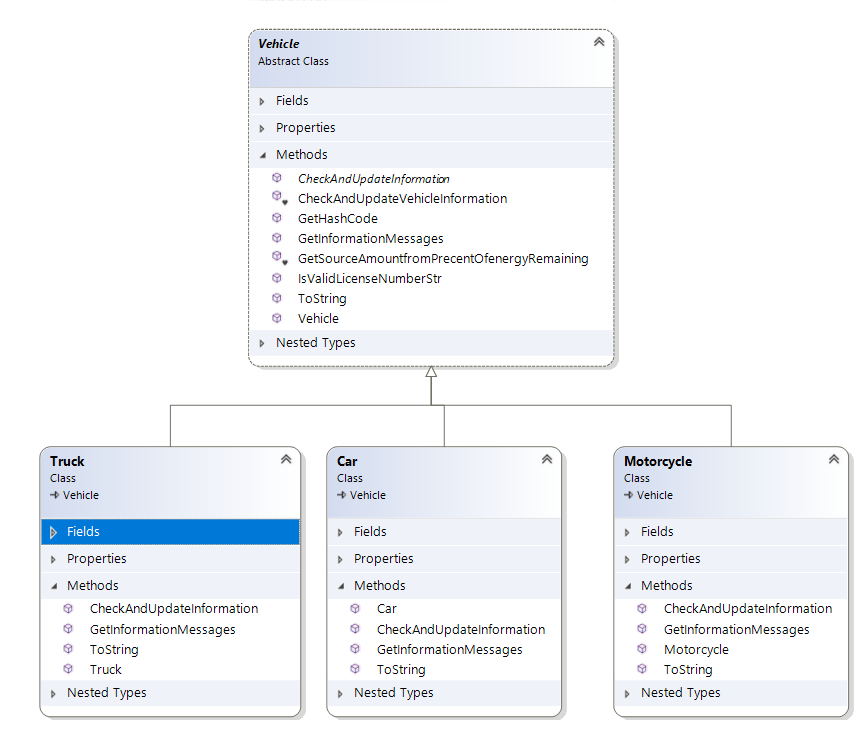 Vehicle
Abstract Class
Fields
Properties
Methods
CheckAndUpdateInformation
CheckAndUpdateVehicleInformation
GetHashCode
GetInformationMessages
GetSourceAmountfromPrecentOfenergyRemaining
IsValidLicenseNumberStr
ToString
Vehicle
Nested Types
Truck
Class
Vehicle
Fields
Properties
Methods
CheckAndUpdateInformation
GetInformationMessages
ToString
Truck
Nested Types
Car
Class
Vehicle
Fields
Properties
Methods
Car
CheckAndUpdateInformation
GetInformationMessages
ToString
Nested Types
Motorcycle
Class
Vehicle
Fields
Properties
Methods
CheckAndUpdateInformation
GetInformationMessages
Motorcycle
ToString
Nested Types